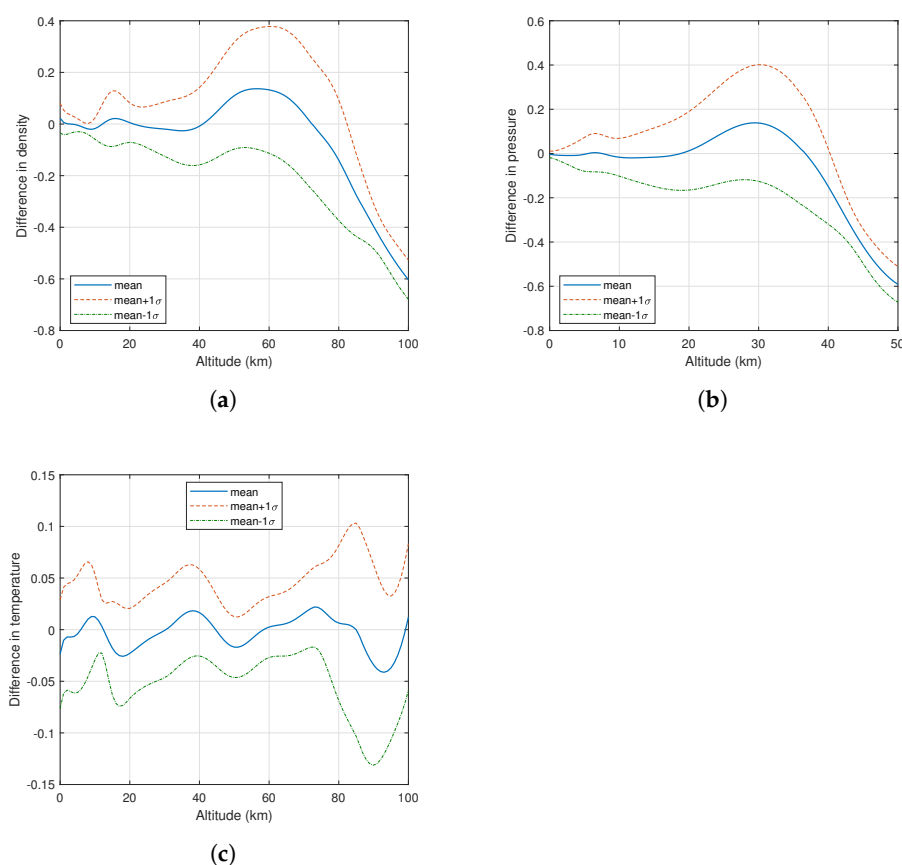 0.4
0.2
0
-0.2
-0.4
-0.6
-0.8
Difference in density
mean
mean+1σ
mean-1σ
0 20 40 60 80 100
Altitude (km)
(a)
0.6
0.4
0.2
0
-0.2
-0.4
-0.6
-0.8
Difference in pressure
mean
mean+1σ
mean-1σ
0 10 20 30 40 50
Altitude (km)
(b)
0.15
0.1
0.05
0
-0.05
-0.1
-0.15
Difference in temperature
mean
mean+1σ
mean-1σ
0 20 40 60 80 100
Altitude (km)
(c)